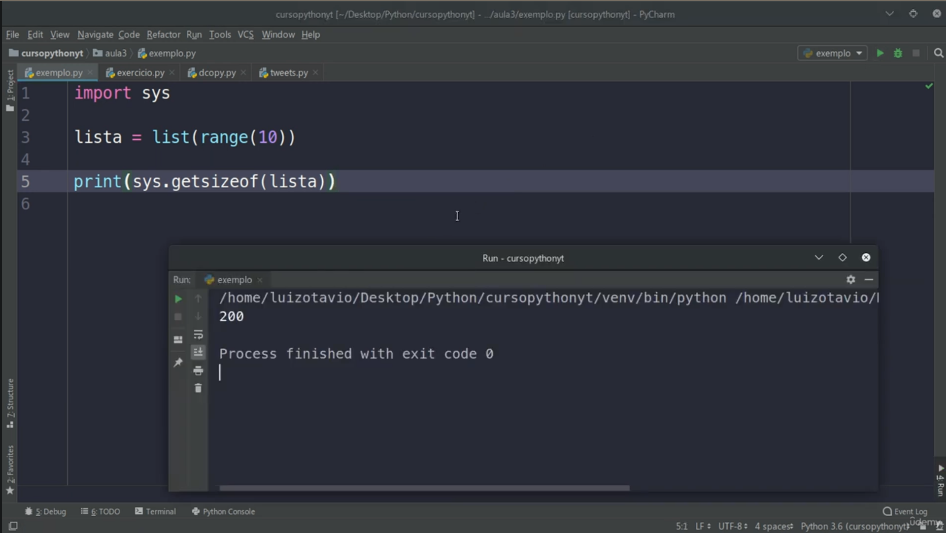 cursopythonyt [~/Desktop/Python/cursopythonyt] - .../aula3/exemplo.py [cursopythonyt] - PyCharm
File Edit View Navigate Code Refactor Run Tools VCS Window Help
cursopythonyt aula3 exemplo.py exemplo
exemplo.py exercicio.py dcopy.py tweets.py
1: Project
1 import sys
2
3 lista = list(range(10))
4
5 print(sys.getsizeof(lista))
6
Run - cursopythonyt
Run: exemplo
/home/luizotavio/Desktop/Python/cursopythonyt/venv/bin/python /home/luizotavio/
200
Process finished with exit code 0
7: Structure
2: Favorites
4: Run
5: Debug 6: TODO Terminal Python Console Event Log
udemy
5:1 LF UTF-8 4 spaces Python 3.6 (cursopythonyt)